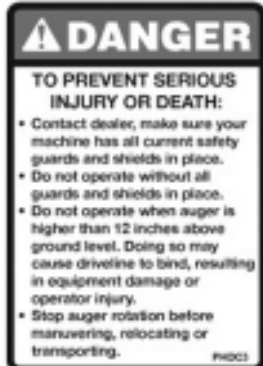 DANGER
TO PREVENT SERIOUS
INJURY OR DEATH:
• Contact dealer, make sure your
machine has all current safety
guards and shields in place.
• Do not operate without all
guards and shields in place.
• Do not operate when auger is
higher than 12 inches above
ground level. Doing so may
cause driveline to bind, resulting
in equipment damage or
operator injury.
• Stop auger rotation before
manuvering, relocating or
transporting.
PHDC3